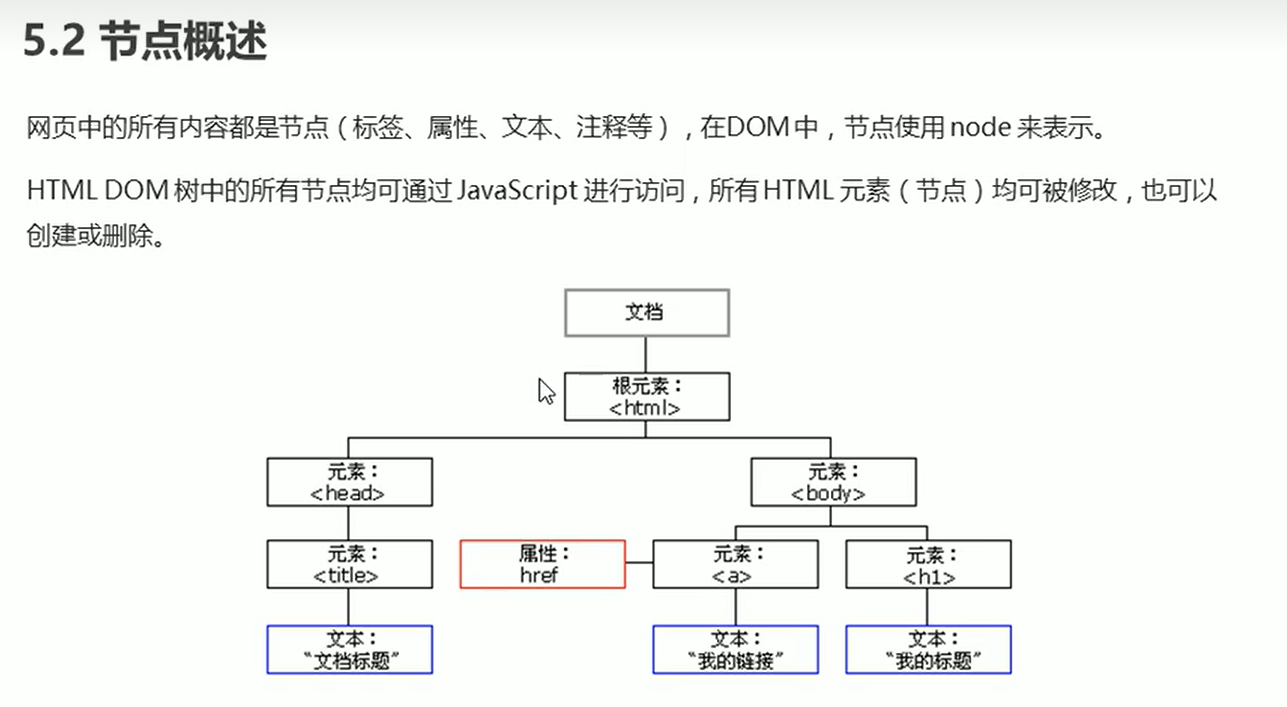 5.2 节点概述
网页中的所有内容都是节点（标签、属性、文本、注释等），在DOM中，节点使用node来表示。
HTML DOM 树中的所有节点均可通过 JavaScript 进行访问，所有 HTML 元素（节点）均可被修改，也可以
创建或删除。
文档
根元素：
<html>
元素：
<head>
元素：
<body>
元素：
<title>
属性：
href
元素：
<a>
元素：
<h1>
文本：
"文档标题"
文本：
"我的链接"
文本：
"我的标题"